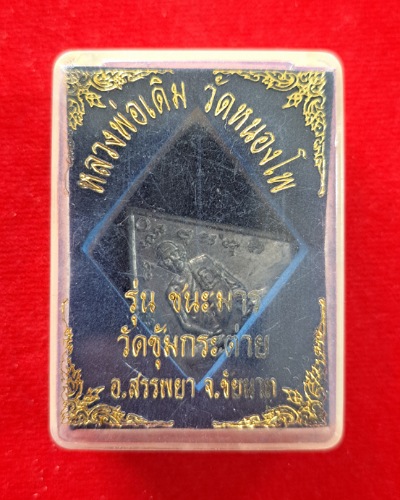 หลวงพ่อเดิม วัดหนองโพ
รุ่น ชนะมาร
วัดขุ้มกระต่าย
อ.สรรพยา จ.ชัยนาท